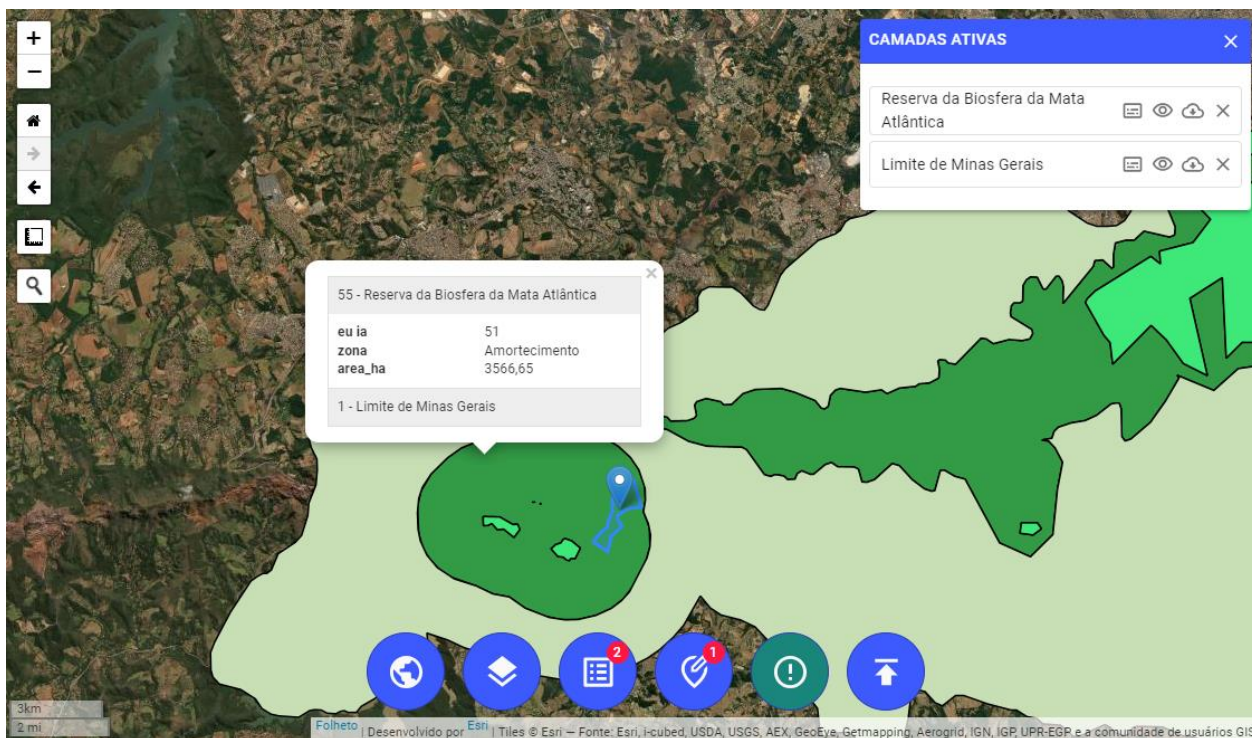 +
−
CAMADAS ATIVAS
Reserva da Biosfera da Mata
Atlântica
Limite de Minas Gerais
55 - Reserva da Biosfera da Mata Atlântica
eu ia 51
zona Amortecimento
area_ha 3566,65
1 - Limite de Minas Gerais
2
1
3km
2 mi
Folheto | Desenvolvido por Esri | Tiles © Esri — Fonte: Esri, i-cubed, USDA, USGS, AEX, GeoEye, Getmapping, Aerogrid, IGN, IGP, UPR-EGP, e a comunidade de usuários GIS